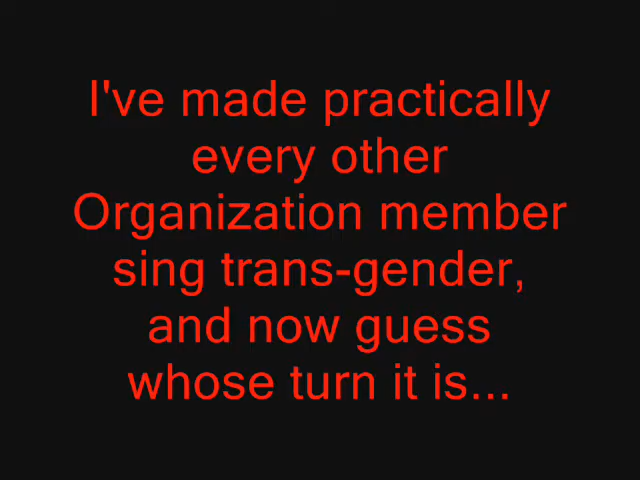 I've made practically
every other
Organization member
sing trans-gender,
and now guess
whose turn it is...